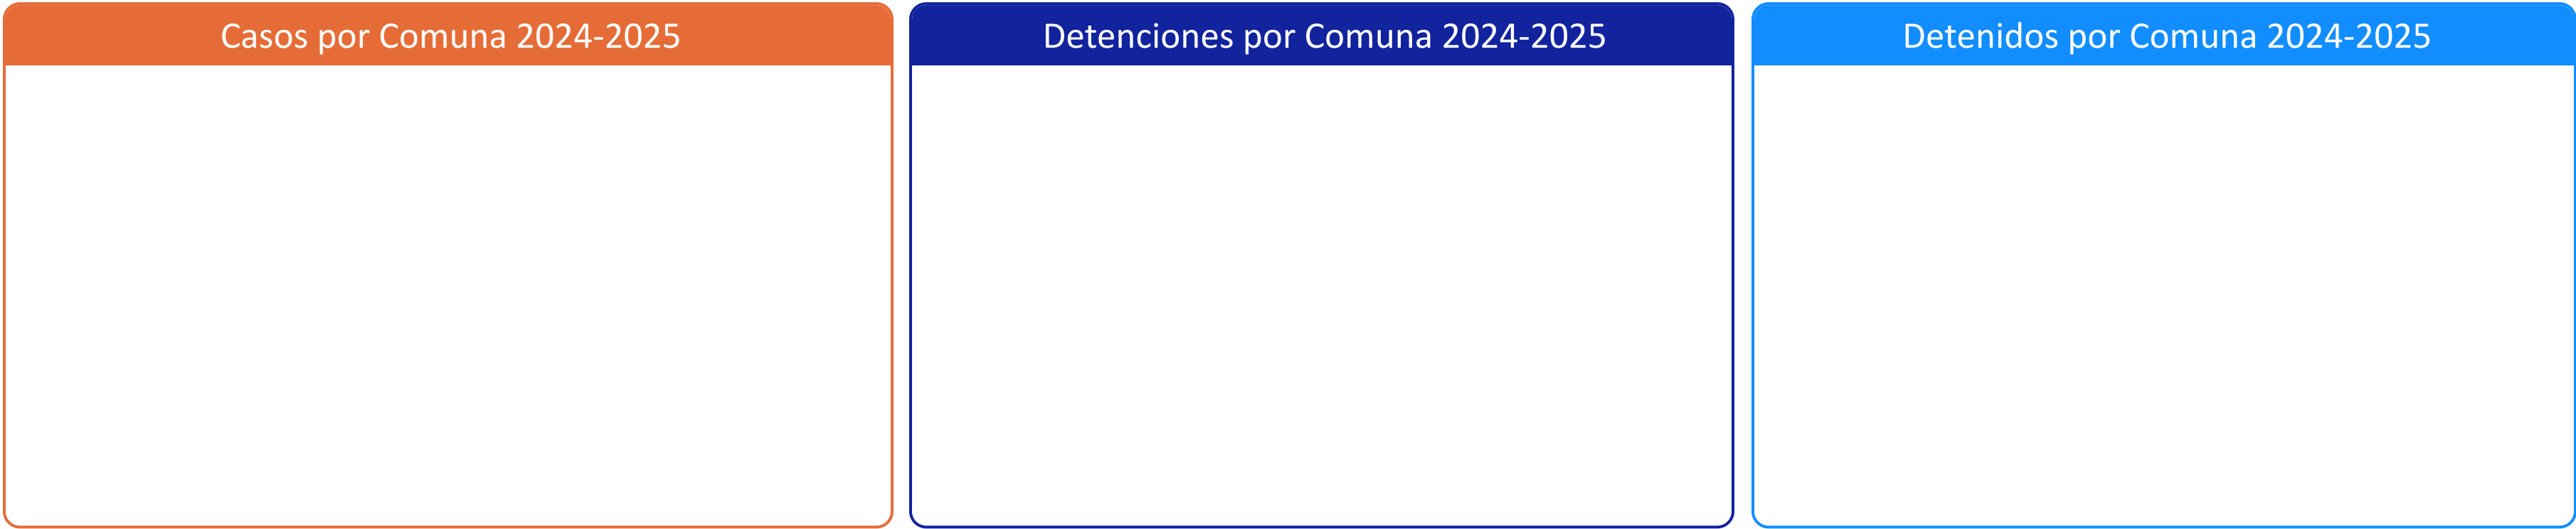 Casos por Comuna 2024-2025
Detenciones por Comuna 2024-2025
Detenidos por Comuna 2024-2025